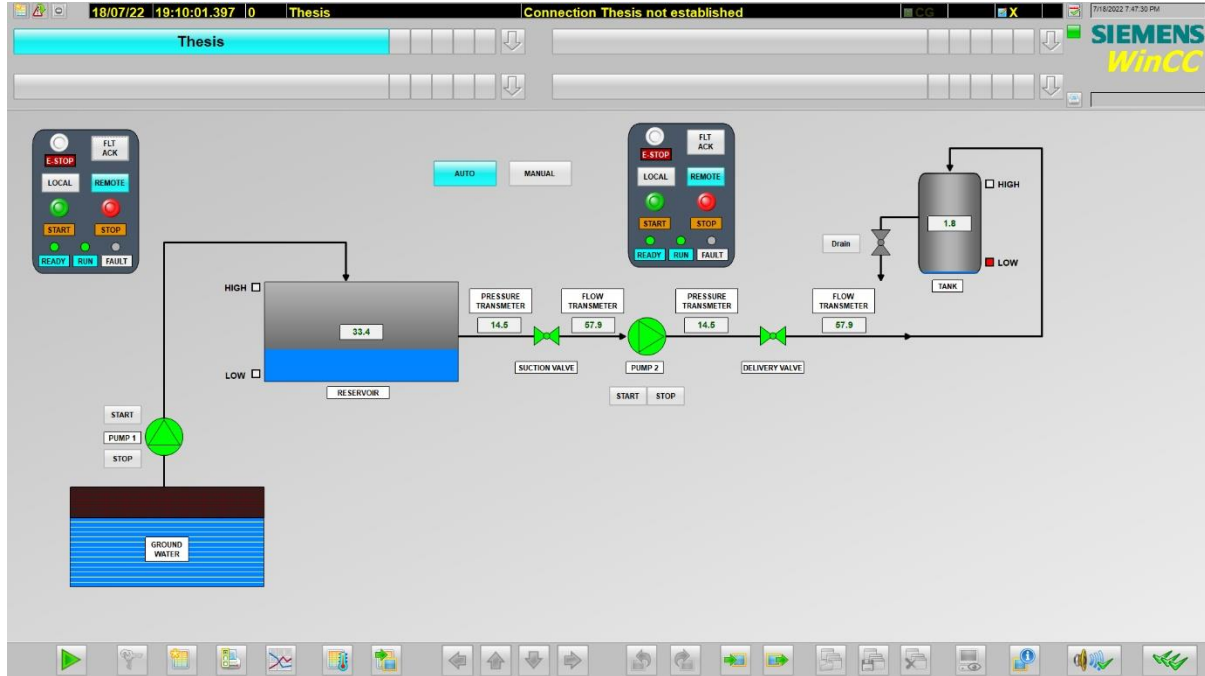 18/07/22 19:10:01.397 0 Thesis Connection Thesis not established CG X 7/18/2022 7:47:30 PM
Thesis
SIEMENS
WinCC
E-STOP
FLT
ACK
LOCAL REMOTE
START STOP
READY RUN FAULT
AUTO MANUAL
E-STOP
FLT
ACK
LOCAL REMOTE
START STOP
READY RUN FAULT
HIGH
1.8
LOW
TANK
Drain
HIGH
33.4
LOW
RESERVOIR
PRESSURE
TRANSMETER
14.5
FLOW
TRANSMETER
57.9
PRESSURE
TRANSMETER
14.5
FLOW
TRANSMETER
57.9
SUCTION VALVE
PUMP 2
DELIVERY VALVE
START STOP
START
PUMP 1
STOP
GROUND
WATER